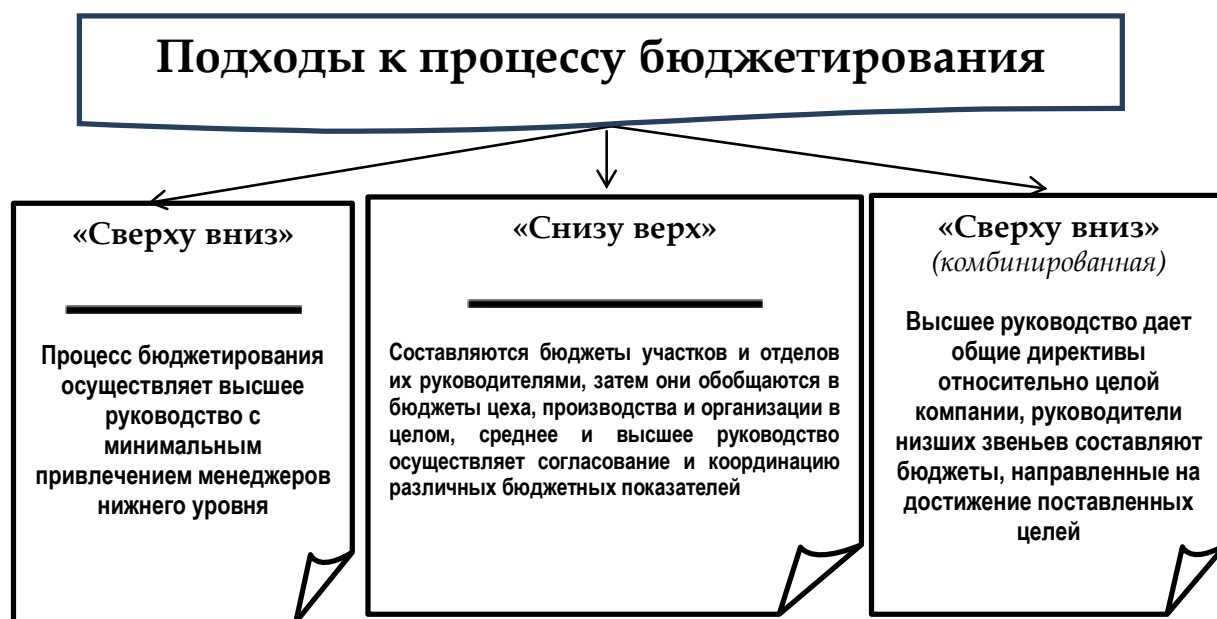 Подходы к процессу бюджетирования
«Сверху вниз»
Процесс бюджетирования
осуществляет высшее
руководство с
минимальным
привлечением менеджеров
нижнего уровня
«Снизу верх»
Составляются бюджеты участков и отделов
их руководителями, затем они обобщаются в
бюджеты цеха, производства и организации в
целом, среднее и высшее руководство
осуществляет согласование и координацию
различных бюджетных показателей
«Сверху вниз»
(комбинированная)
Высшее руководство дает
общие директивы
относительно целой
компании, руководители
низших звеньев составляют
бюджеты, направленные на
достижение поставленных
целей